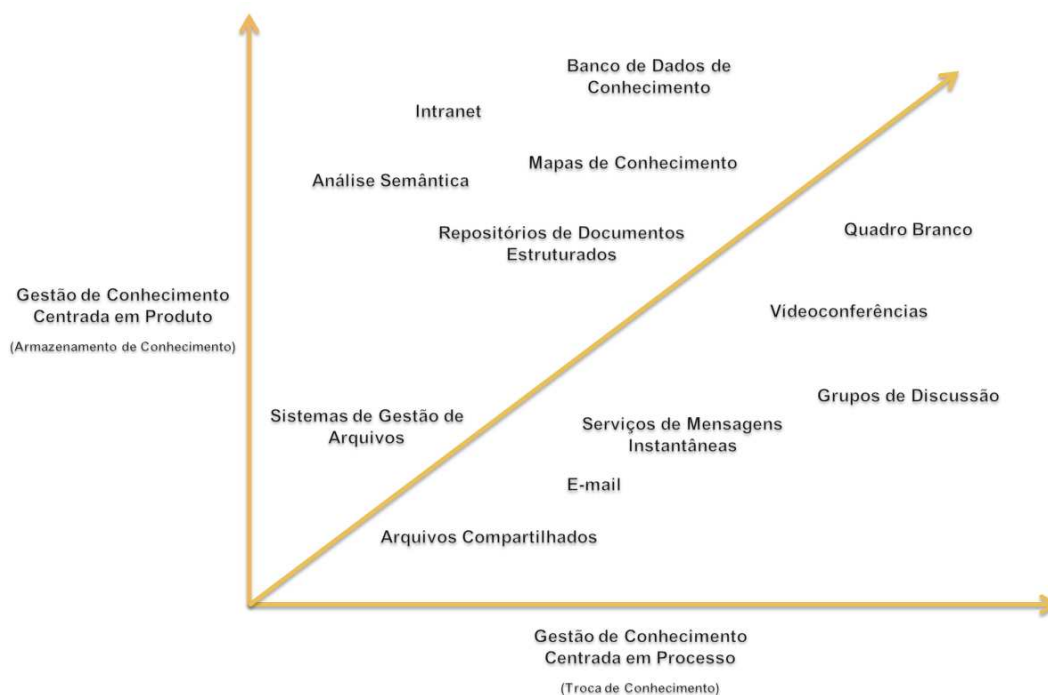 Banco de Dados de
Conhecimento
Intranet
Mapas de Conhecimento
Análise Semântica
Repositórios de Documentos
Estruturados
Quadro Branco
Gestão de Conhecimento
Centrada em Produto
(Armazenamento de Conhecimento)
Videoconferências
Grupos de Discussão
Sistemas de Gestão de
Arquivos
Serviços de Mensagens
Instantâneas
E-mail
Arquivos Compartilhados
Gestão de Conhecimento
Centrada em Processo
(Troca de Conhecimento)